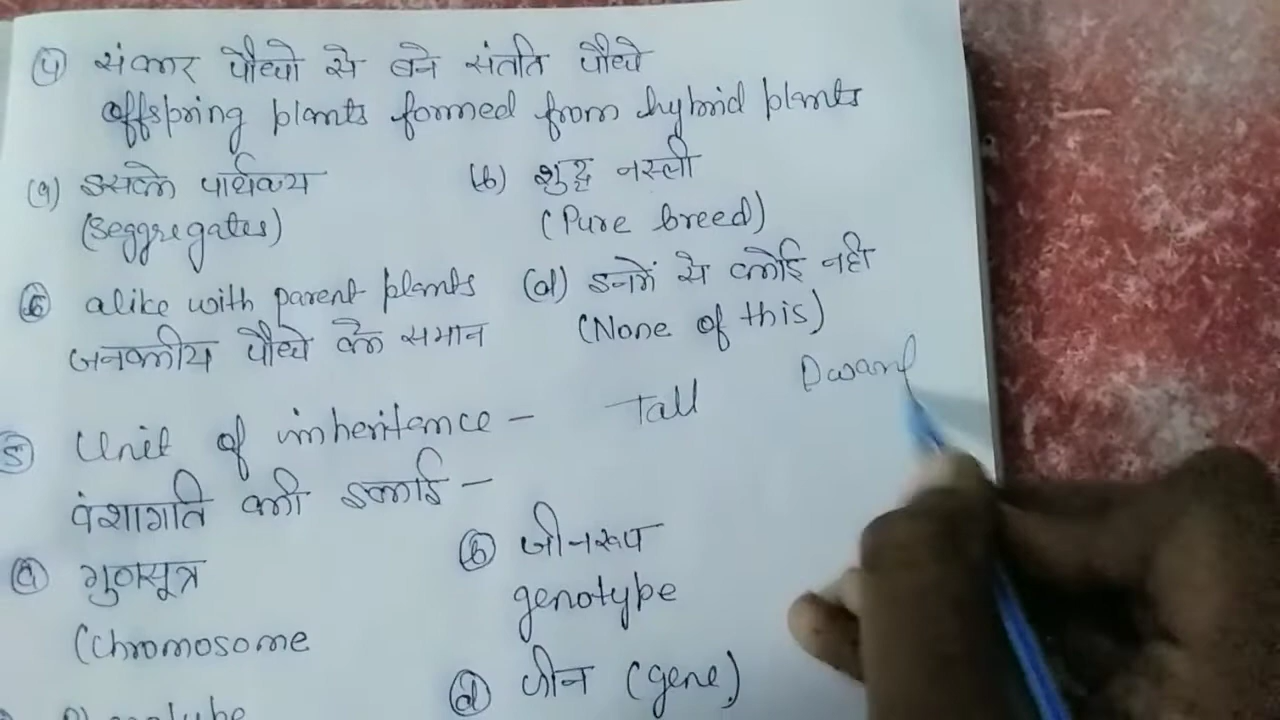 ④ संकर पौधो से बने संतति पौधे
offspring plants formed from hybrid plants
(a) इसके पार्थक्य (b) शुद्ध नस्ली
(seggregates) (Pure breed)
ⓒ alike with parent plants (d) इनमें से कोई नही
जनकीय पौधे के समान (None of this)
Tall Dwarf
⑤ Unit of inheritence -
वंशागति की इकाई -
ⓐ गुणसूत्र ⓑ जीनरूप
(Chromosome genotype
ⓓ जीन (gene)